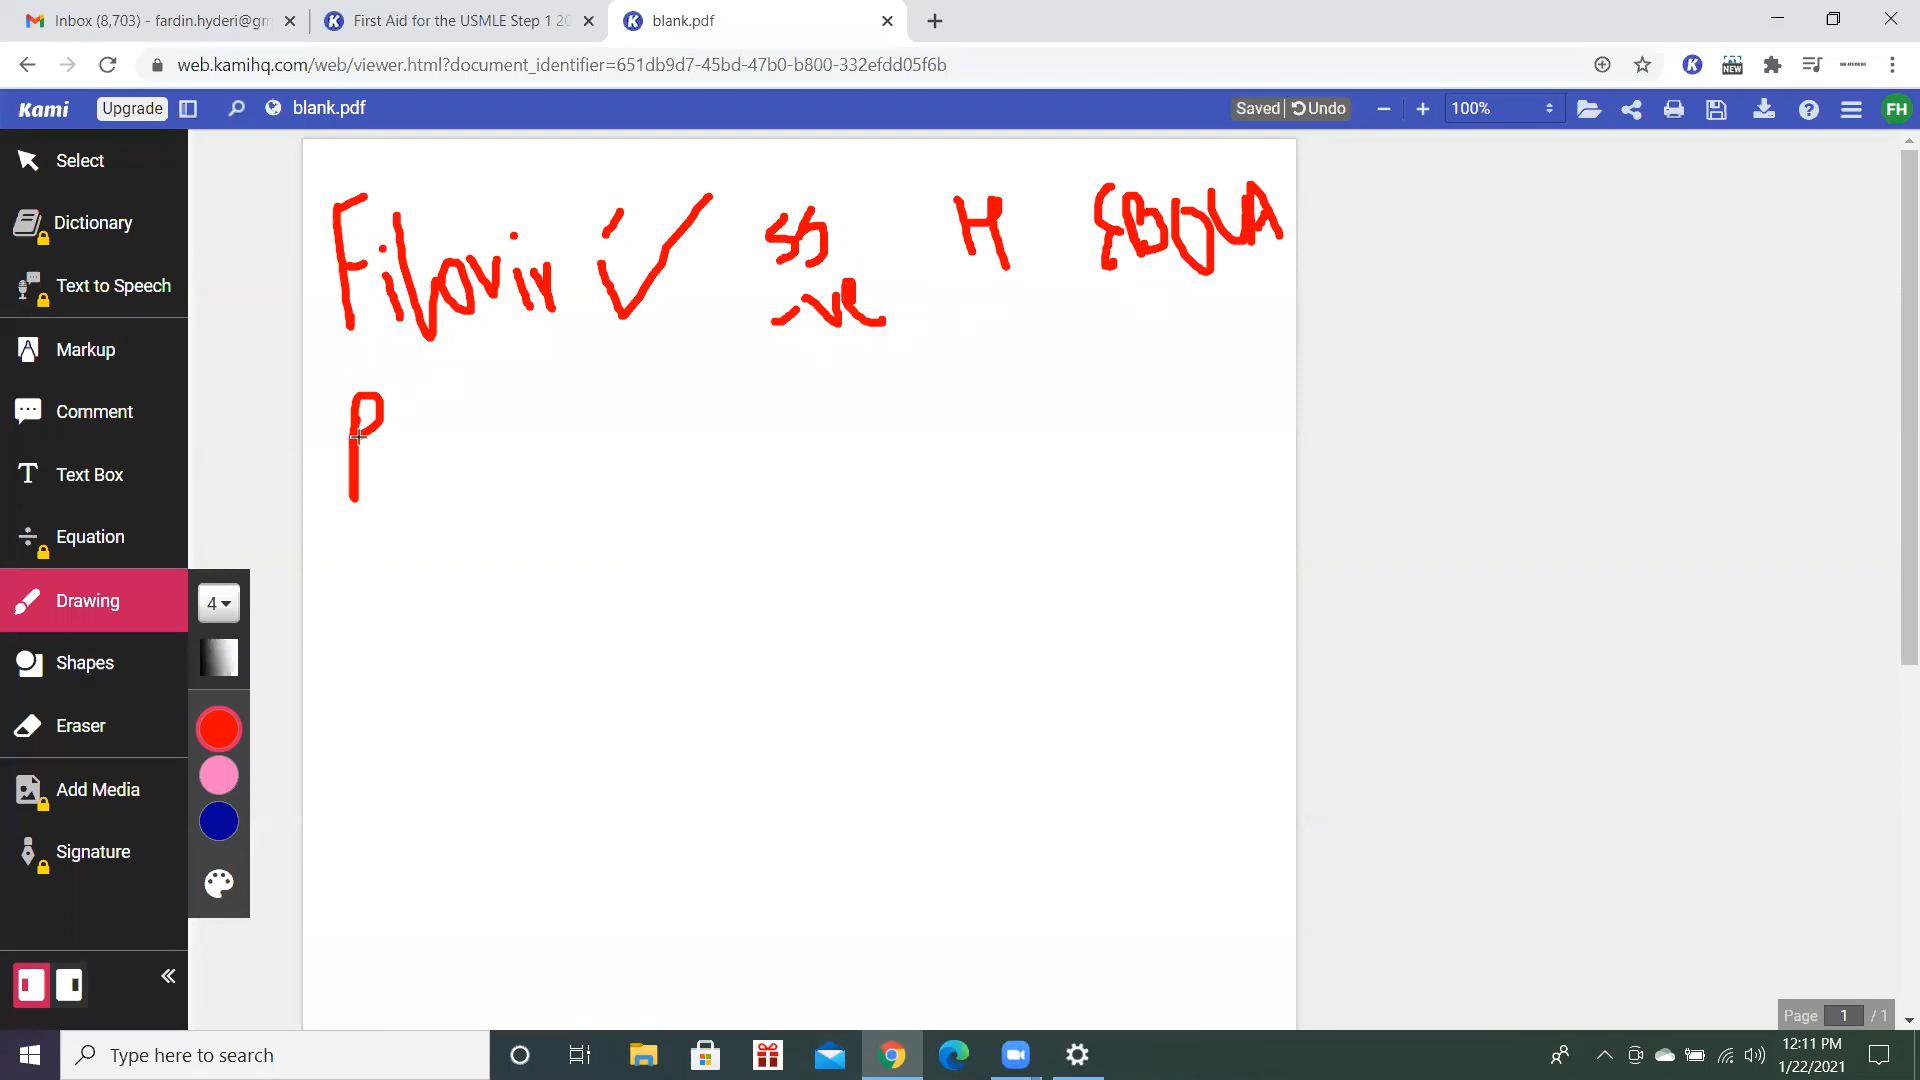 Inbox (8,703) - fardin.hyderi@gm
First Aid for the USMLE Step 1 20
blank.pdf
web.kamihq.com/web/viewer.html?document_identifier=651db9d7-45bd-47b0-b800-332efdd05f6b
NEW
Kami
Upgrade
blank.pdf
Saved
Undo
100%
FH
Select
Dictionary
Text to Speech
Markup
Comment
Text Box
Equation
Drawing
Shapes
Eraser
Add Media
Signature
4
Filovir ✓ ss H EBOLA
-ve
P
Page 1 / 1
Type here to search
12:11 PM
1/22/2021